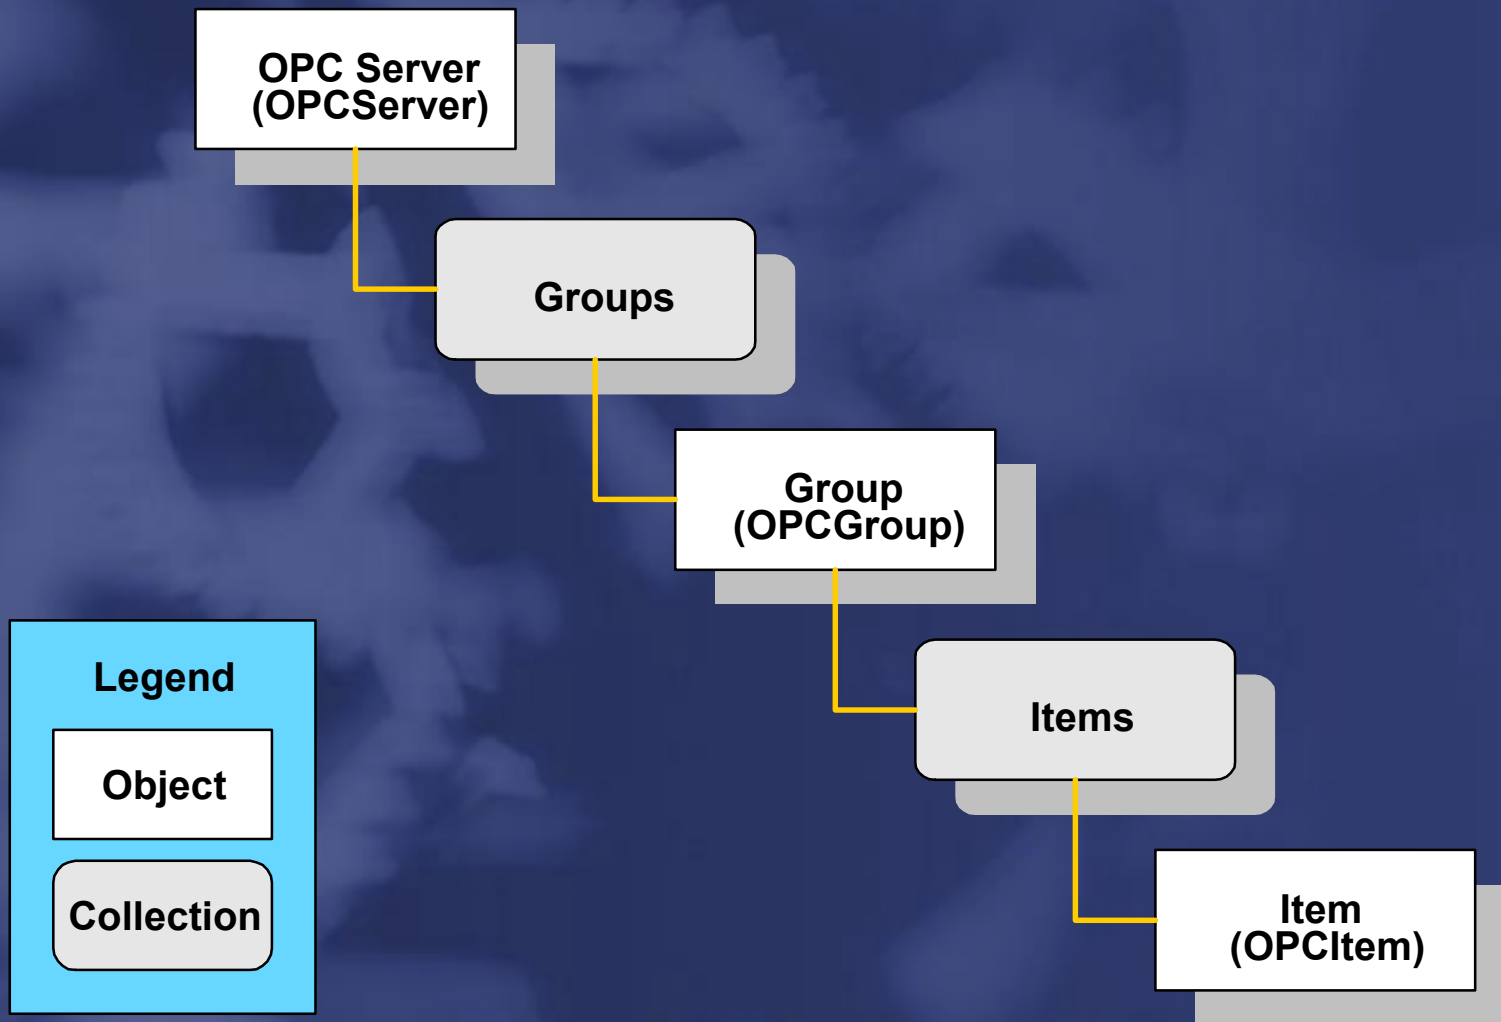 OPC Server
(OPCServer)
Groups
Group
(OPCGroup)
Items
Item
(OPCItem)
Legend
Object
Collection